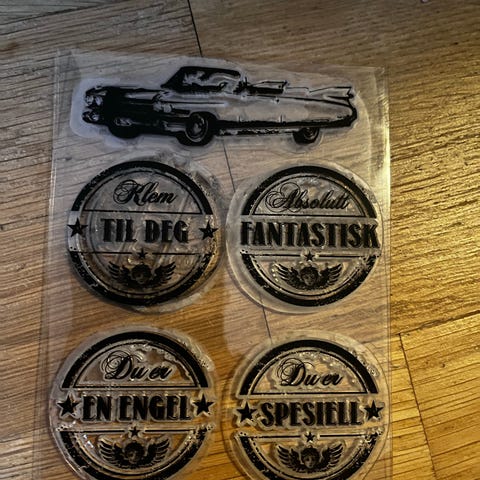 Klem
TIL DEG
Absolutt
FANTASTISK
Du er
EN ENGEL
Du er
SPESIELL